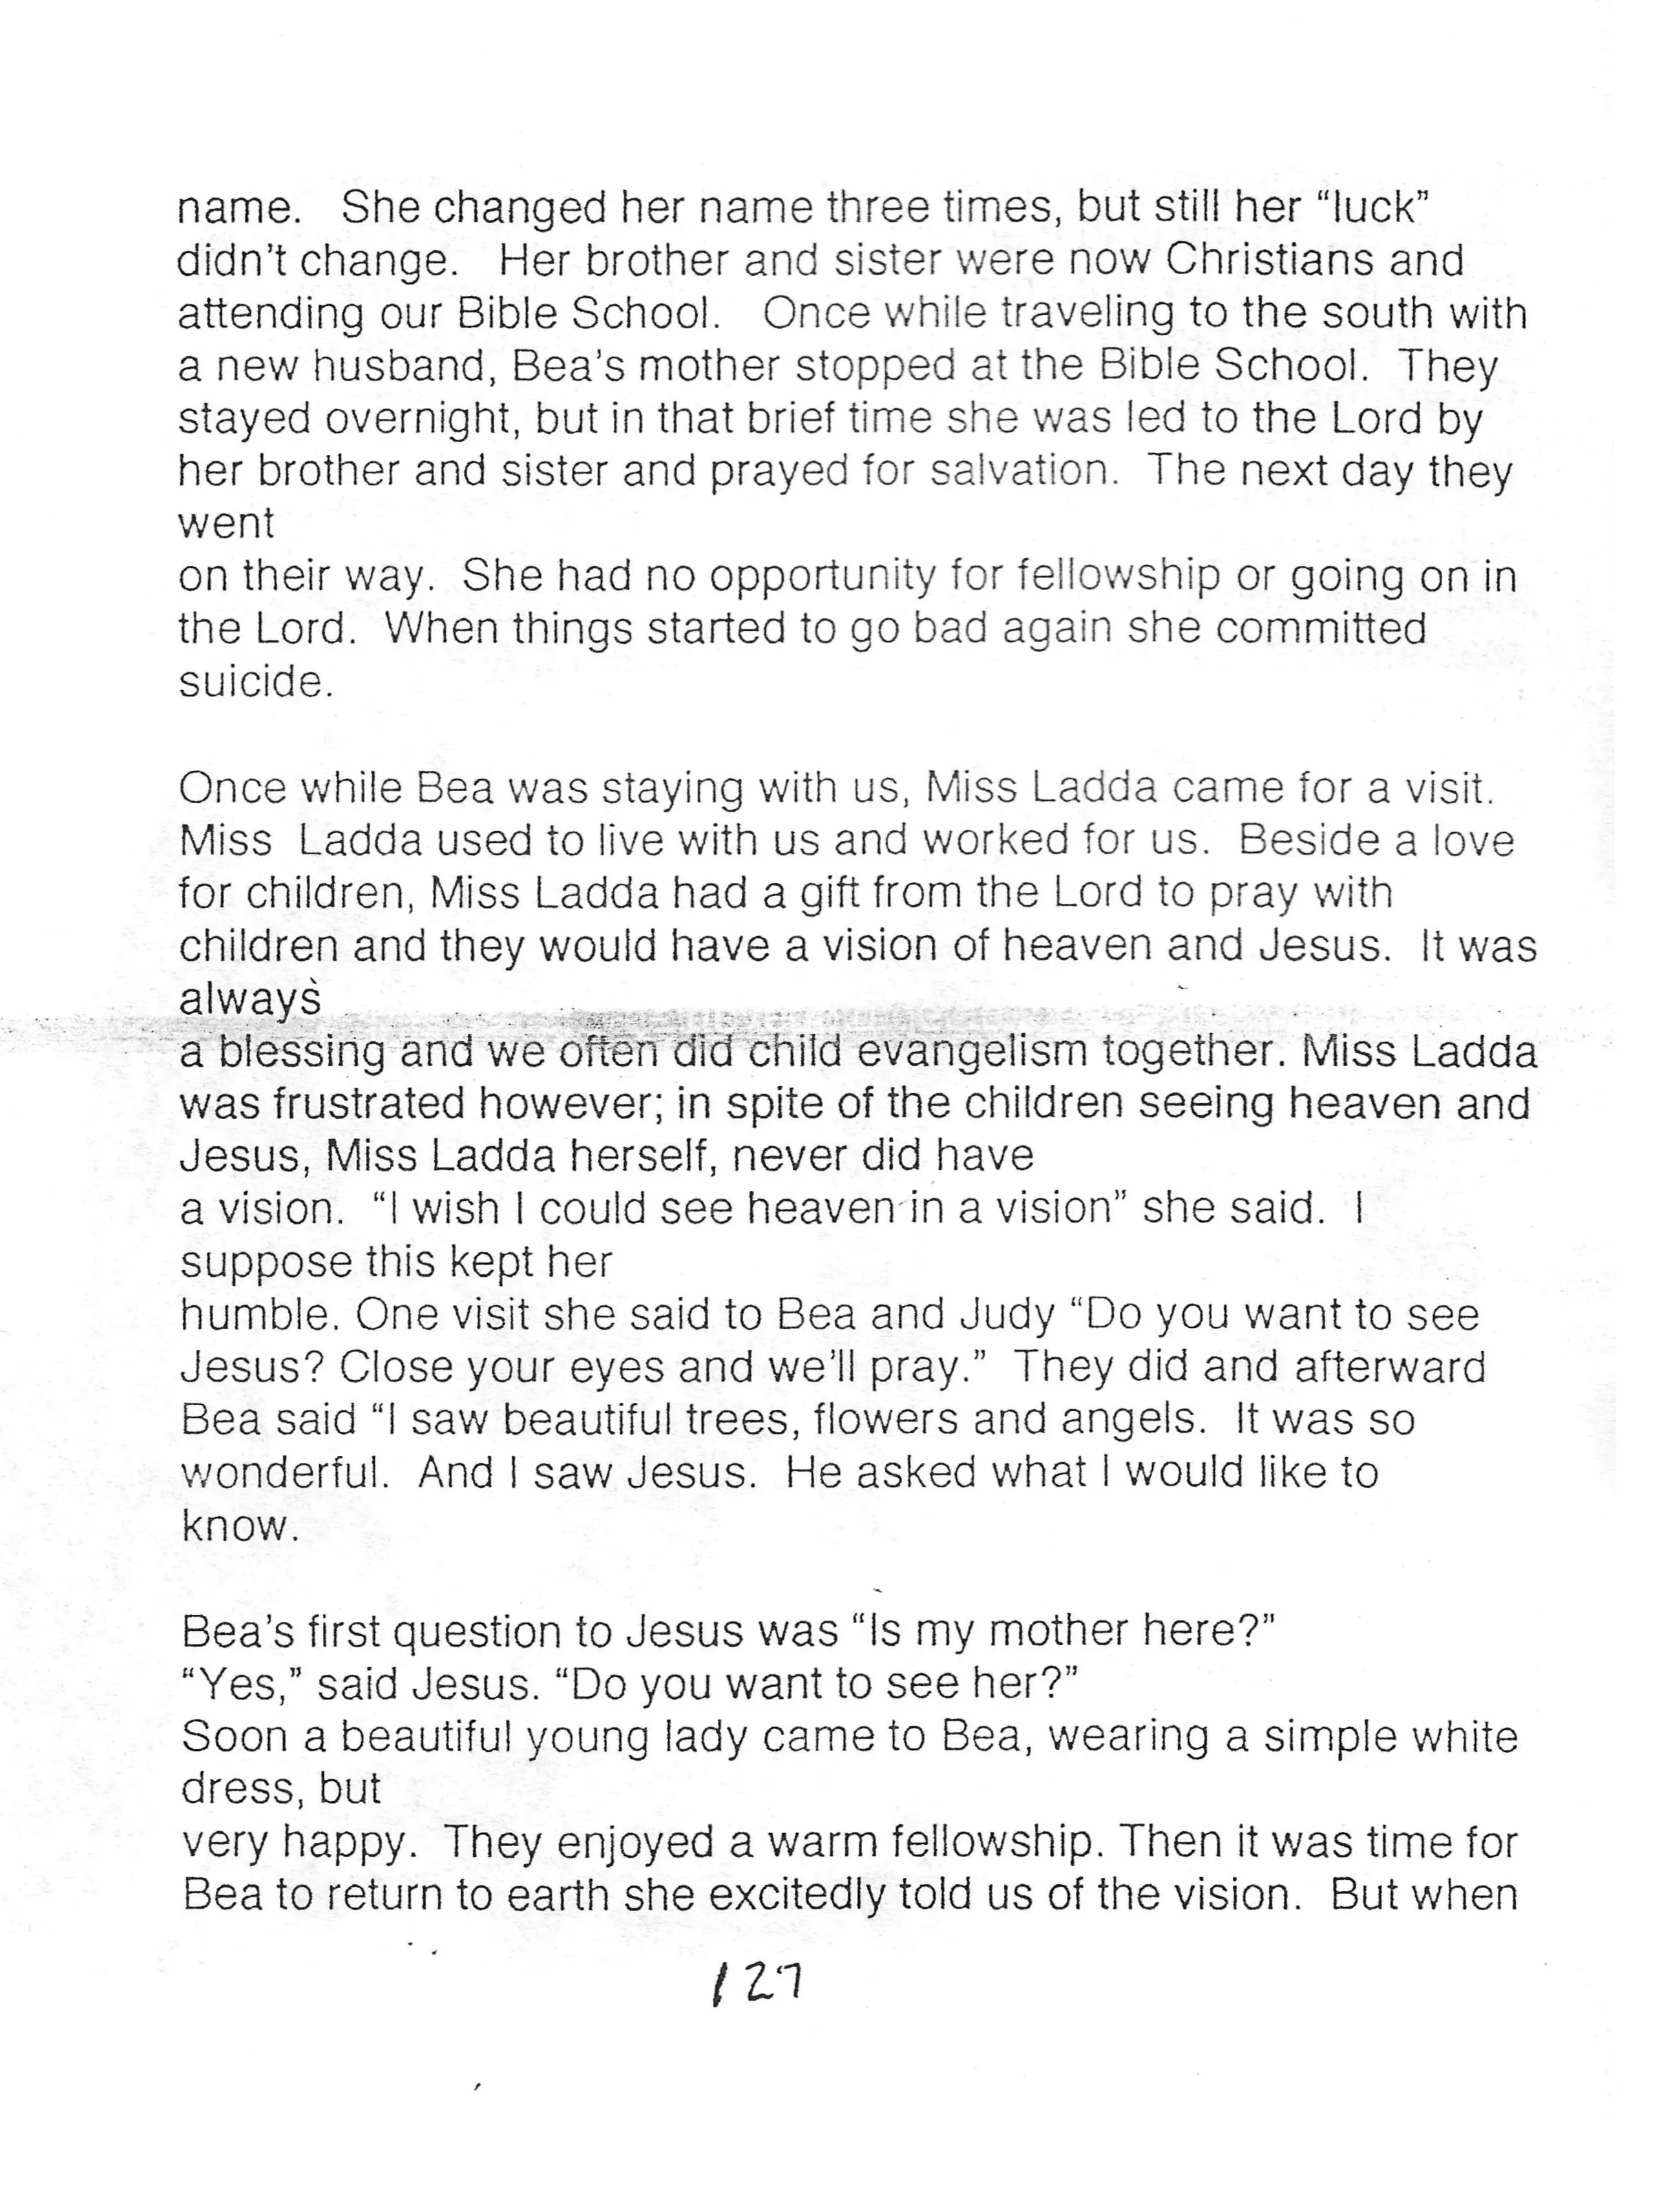 name.   She changed her name three times, but still her “luck”
didn't change.   Her brother and sister were now Christians and
attending our Bible School.   Once while traveling to the south with
a new husband, Bea's mother stopped at the Bible School.  They
stayed overnight, but in that brief time she was led to the Lord by
her brother and sister and prayed for salvation.  The next day they
went
on their way.  She had no opportunity for fellowship or going on in
the Lord.  When things started to go bad again she committed
suicide.

Once while Bea was staying with us, Miss Ladda came for a visit.
Miss  Ladda used to live with us and worked for us.  Beside a love
for children, Miss Ladda had a gift from the Lord to pray with
children and they would have a vision of heaven and Jesus.  It was
always
a blessing and we often did child evangelism together. Miss Ladda
was frustrated however; in spite of the children seeing heaven and
Jesus, Miss Ladda herself, never did have
a vision.  “I wish I could see heaven in a vision” she said.  I
suppose this kept her
humble. One visit she said to Bea and Judy “Do you want to see
Jesus? Close your eyes and we'll pray.”  They did and afterward
Bea said “I saw beautiful trees, flowers and angels.  It was so
wonderful.  And I saw Jesus.  He asked what I would like to
know.

Bea's first question to Jesus was “Is my mother here?”
“Yes,” said Jesus. “Do you want to see her?”
Soon a beautiful young lady came to Bea, wearing a simple white
dress, but
very happy.  They enjoyed a warm fellowship. Then it was time for
Bea to return to earth she excitedly told us of the vision.  But when
127